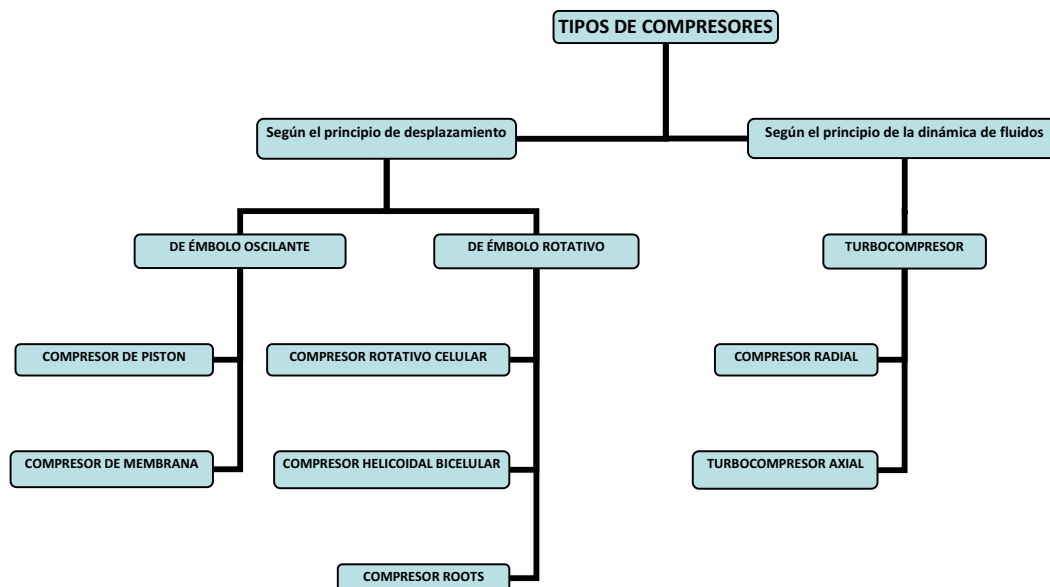 TIPOS DE COMPRESORES
Según el principio de desplazamiento
Según el principio de la dinámica de fluidos
DE ÉMBOLO OSCILANTE
DE ÉMBOLO ROTATIVO
TURBOCOMPRESOR
COMPRESOR DE PISTON
COMPRESOR ROTATIVO CELULAR
COMPRESOR RADIAL
COMPRESOR DE MEMBRANA
COMPRESOR HELICOIDAL BICELULAR
TURBOCOMPRESOR AXIAL
COMPRESOR ROOTS